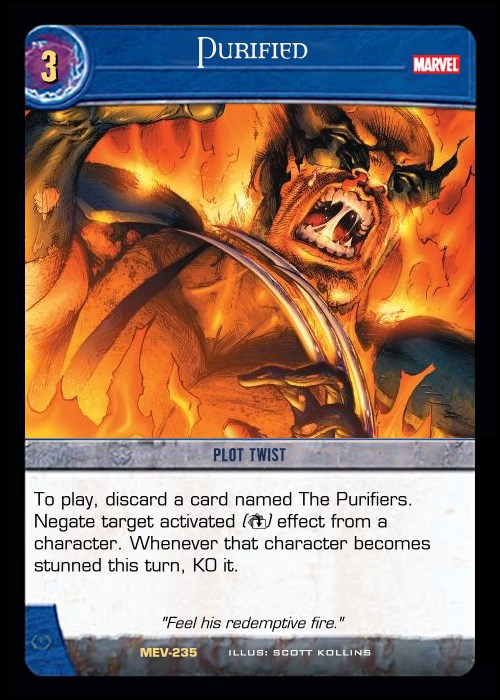 3
Purified
MARVEL
PLOT TWIST
To play, discard a card named The Purifiers.
Negate target activated [ ] effect from a
character. Whenever that character becomes
stunned this turn, KO it.
"Feel his redemptive fire."
MEV-235 ILLUS: SCOTT KOLLINS